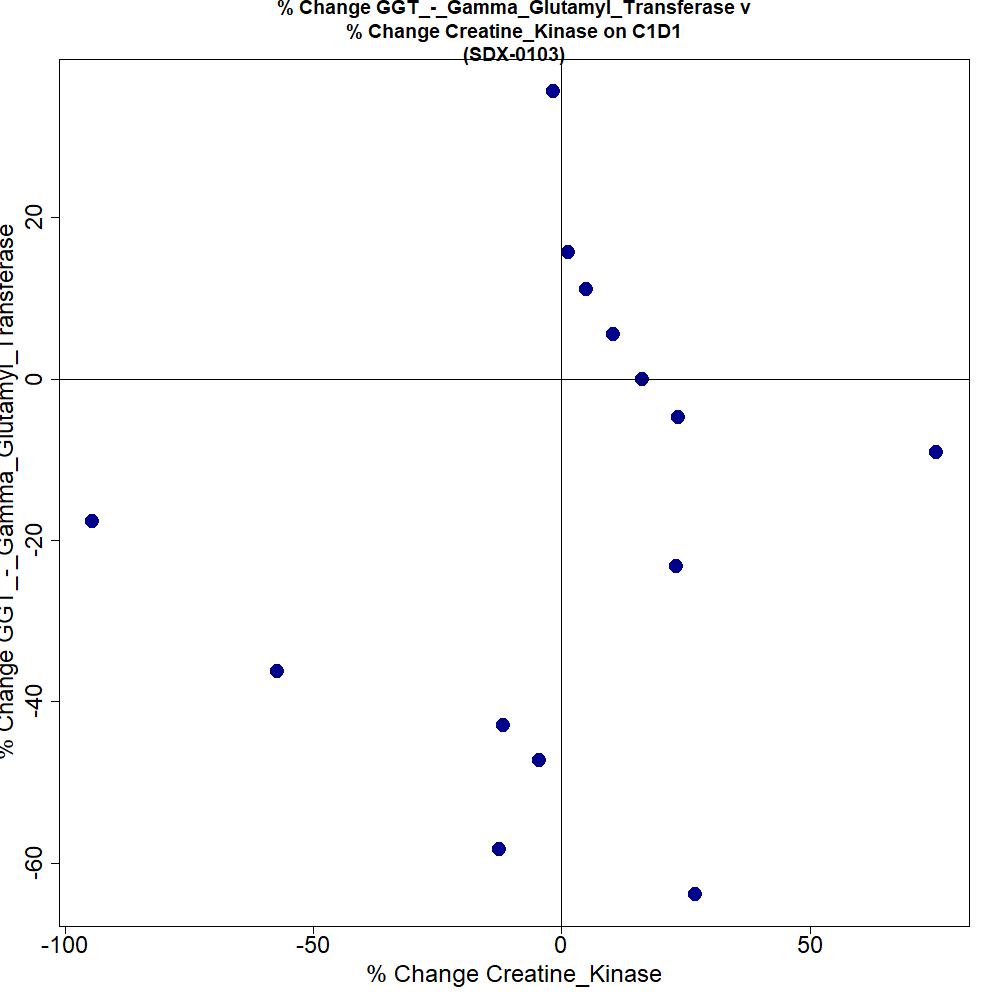 % Change GGT_-_Gamma_Glutamyl_Transferase v
% Change Creatine_Kinase on C1D1
(SDX-0103)
% Change GGT_-_Gamma_Glutamyl_Transferase
20
0
-20
-40
-60
-100
-50
0
50
% Change Creatine_Kinase